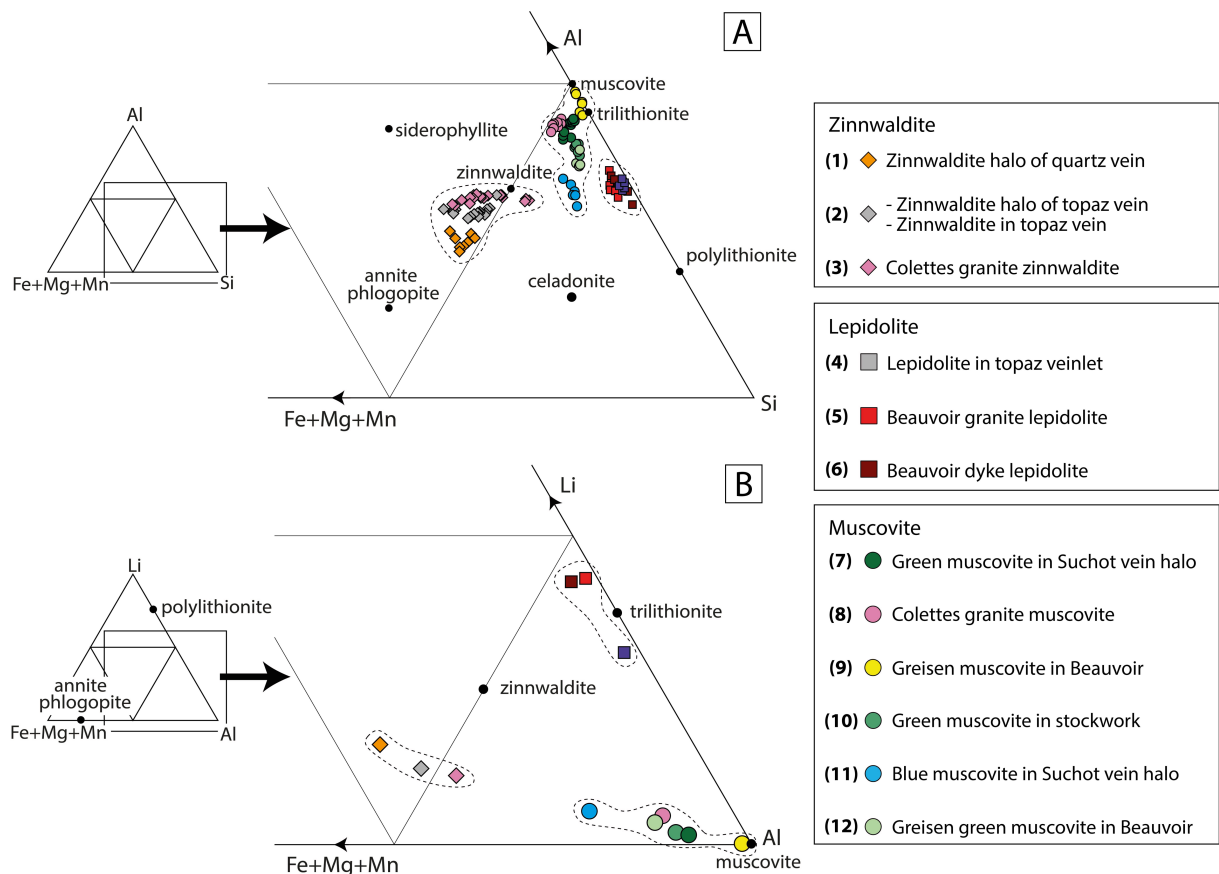 A
Al
muscovite
trilithionite
siderophyllite
zinnwaldite
polylithionite
annite
phlogopite
celadonite
Fe+Mg+Mn
Si
Al
Fe+Mg+Mn
Si
B
Li
trilithionite
zinnwaldite
Al
muscovite
Fe+Mg+Mn
Li
polylithionite
annite
phlogopite
Fe+Mg+Mn
Al
Zinnwaldite
(1) Zinnwaldite halo of quartz vein
(2) - Zinnwaldite halo of topaz vein
- Zinnwaldite in topaz vein
(3) Colettes granite zinnwaldite
Lepidolite
(4) Lepidolite in topaz veinlet
(5) Beauvoir granite lepidolite
(6) Beauvoir dyke lepidolite
Muscovite
(7) Green muscovite in Suchot vein halo
(8) Colettes granite muscovite
(9) Greisen muscovite in Beauvoir
(10) Green muscovite in stockwork
(11) Blue muscovite in Suchot vein halo
(12) Greisen green muscovite in Beauvoir